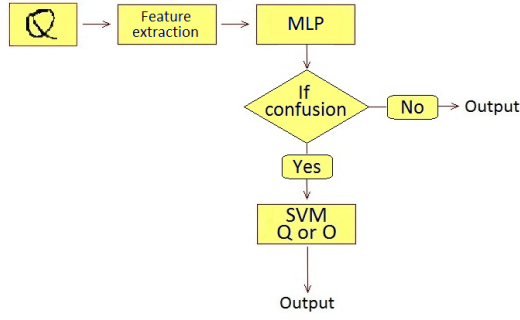 Q
Feature
extraction
MLP
If
confusion
No
Output
Yes
SVM
Q or O
Output